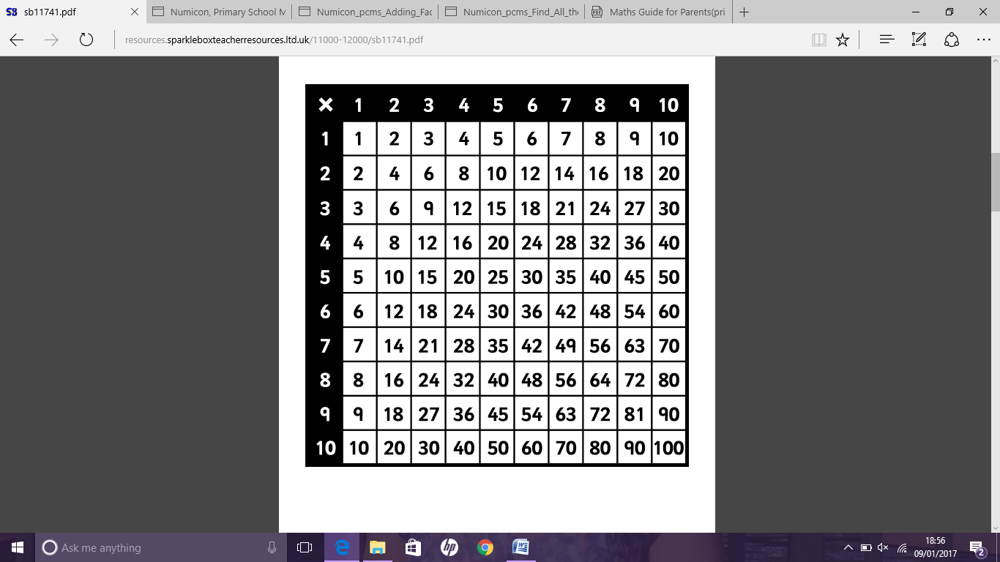 S8 sb11741.pdf Numicon, Primary School M Numicon_pcms_Adding_Fac Numicon_pcms_Find_All_the PDF Maths Guide for Parents(pri
resources.sparkleboxteacherresources.ltd.uk/11000-12000/sb11741.pdf
× 1 2 3 4 5 6 7 8 9 10
1 1 2 3 4 5 6 7 8 9 10
2 2 4 6 8 10 12 14 16 18 20
3 3 6 9 12 15 18 21 24 27 30
4 4 8 12 16 20 24 28 32 36 40
5 5 10 15 20 25 30 35 40 45 50
6 6 12 18 24 30 36 42 48 54 60
7 7 14 21 28 35 42 49 56 63 70
8 8 16 24 32 40 48 56 64 72 80
9 9 18 27 36 45 54 63 72 81 90
10 10 20 30 40 50 60 70 80 90 100
Ask me anything hp W 18:56
09/01/2017 2